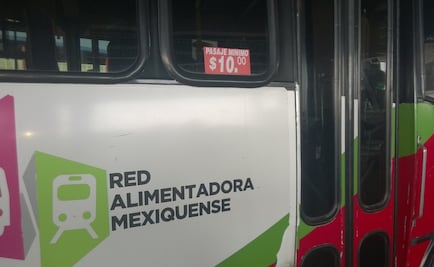 PASAJE MINIMO
$10.00
RED
ALIMENTADORA
MEXIQUENSE